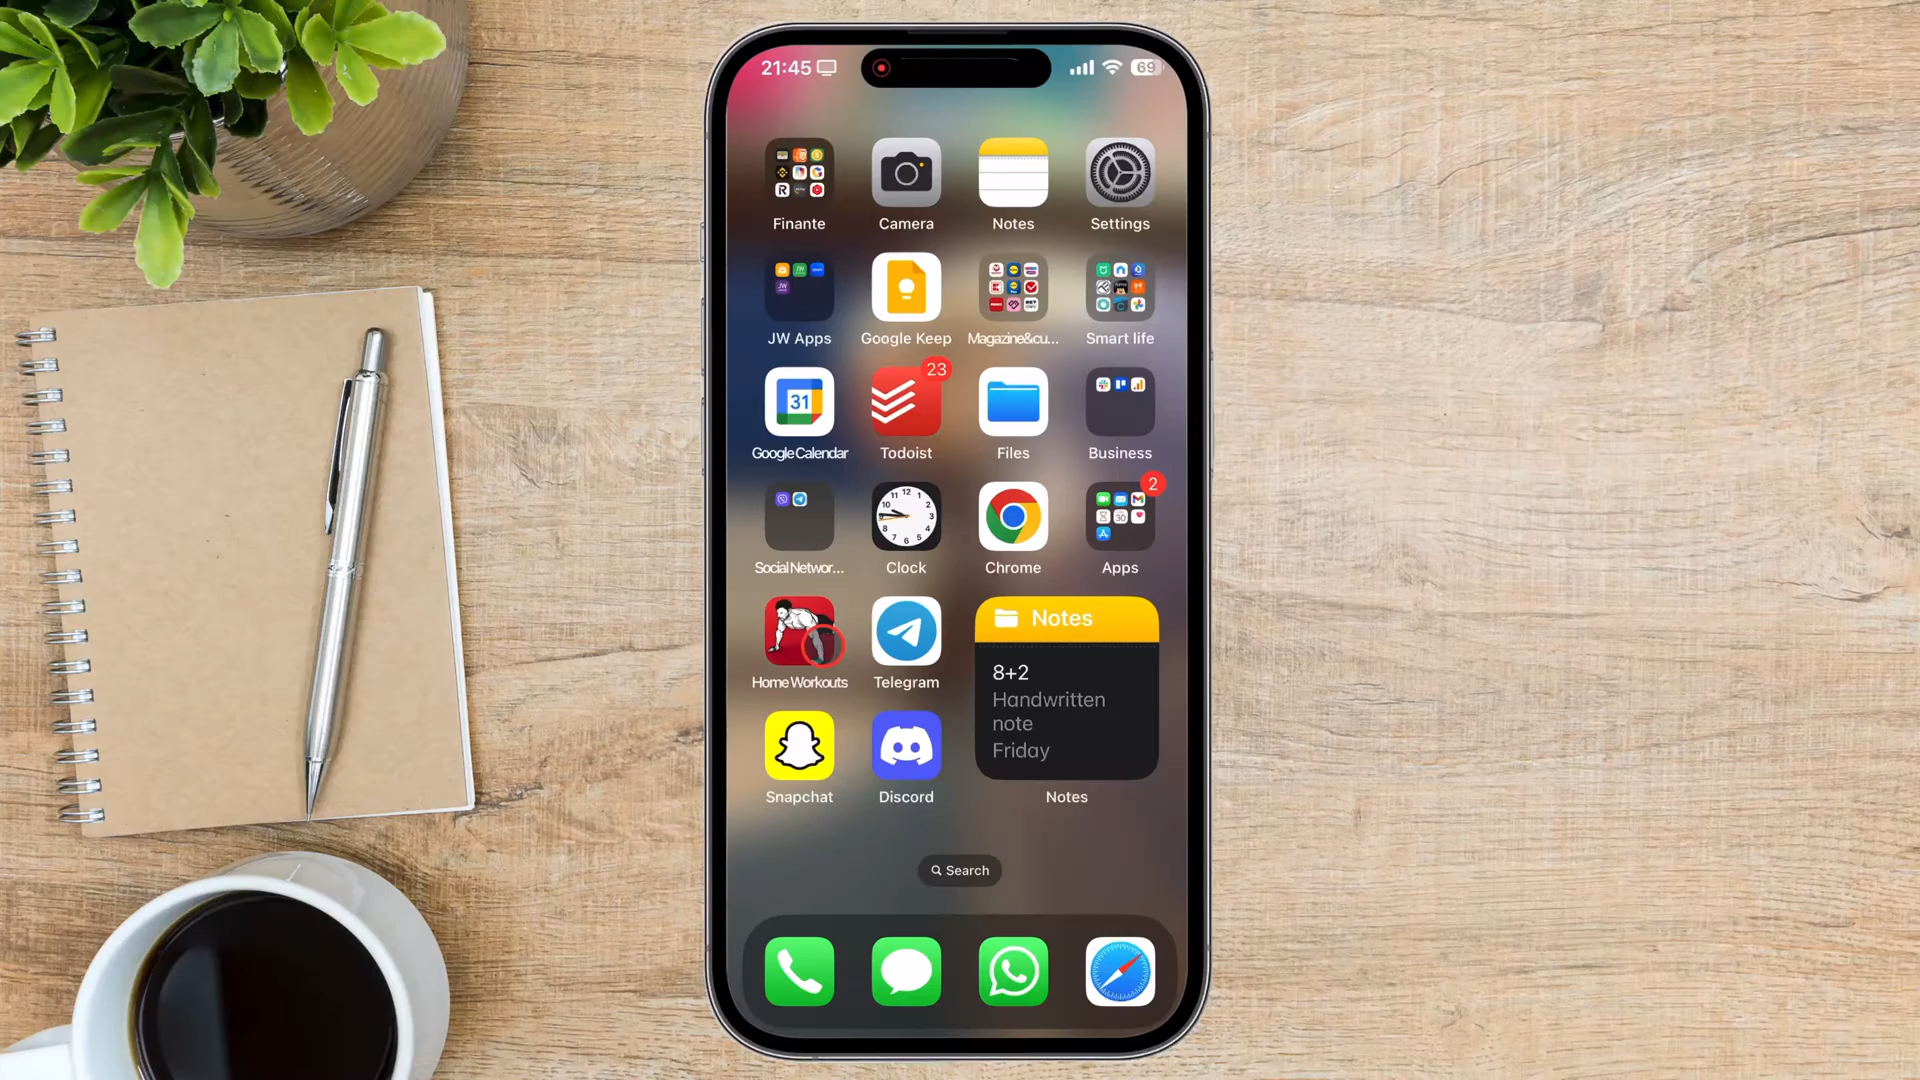 21:45
69
Finante
Camera
Notes
Settings
JW Apps
Google Keep
Magazine&cu...
Smart life
31
23
Google Calendar
Todoist
Files
Business
2
Social Networ...
Clock
Chrome
Apps
Notes
8+2
Handwritten
note
Friday
Home Workouts
Telegram
Snapchat
Discord
Notes
Search